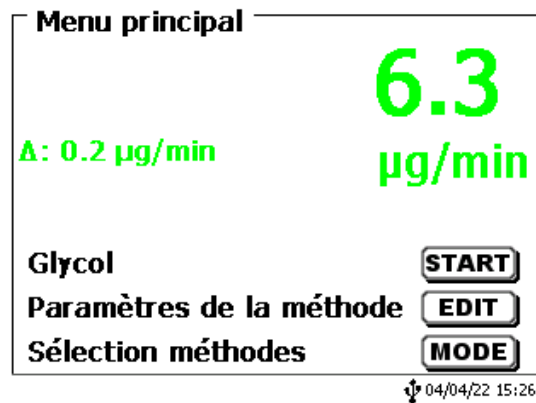 Menu principal
6.3
Δ: 0.2 µg/min
µg/min
Glycol START
Paramètres de la méthode EDIT
Sélection méthodes MODE
04/04/22 15:26